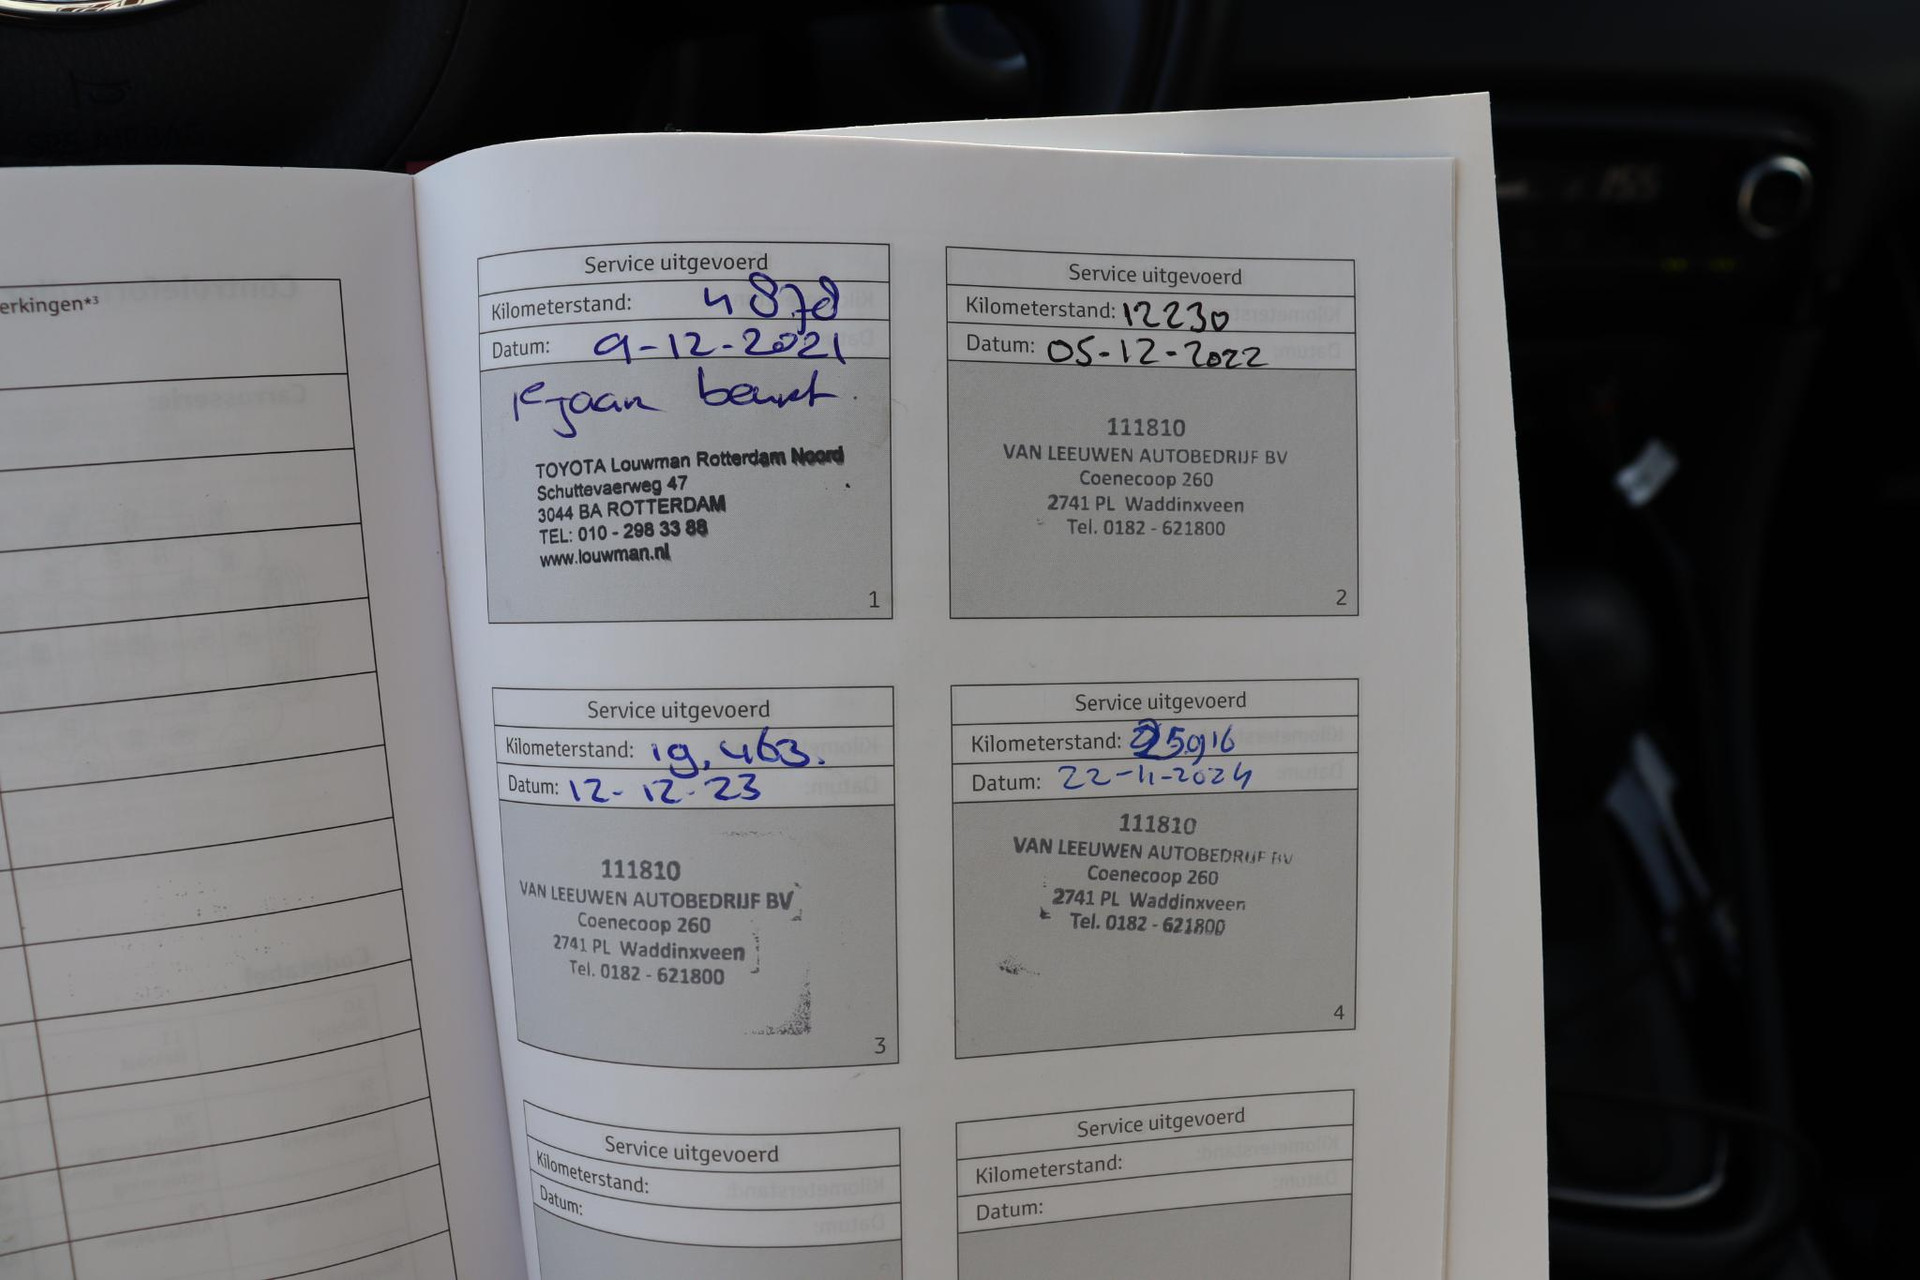 erkingen*3
Service uitgevoerd
Kilometerstand: 4878
Datum: 9-12-2021
1e jaar beurt.
TOYOTA Louwman Rotterdam Noord
Schuttevaerweg 47
3044 BA ROTTERDAM
TEL: 010 - 298 33 88
www.louwman.nl
1
Service uitgevoerd
Kilometerstand: 12230
Datum: 05-12-2022
111810
VAN LEEUWEN AUTOBEDRIJF BV
Coenecoop 260
2741 PL Waddinxveen
Tel. 0182 - 621800
2
Service uitgevoerd
Kilometerstand: 19.463.
Datum: 12-12-23
111810
VAN LEEUWEN AUTOBEDRIJF BV
Coenecoop 260
2741 PL Waddinxveen
Tel. 0182 - 621800
3
Service uitgevoerd
Kilometerstand: 25916
Datum: 22-11-2024
111810
VAN LEEUWEN AUTOBEDRIJF BV
Coenecoop 260
2741 PL Waddinxveen
Tel. 0182 - 621800
4
Service uitgevoerd
Kilometerstand:
Datum:
Service uitgevoerd
Kilometerstand:
Datum: